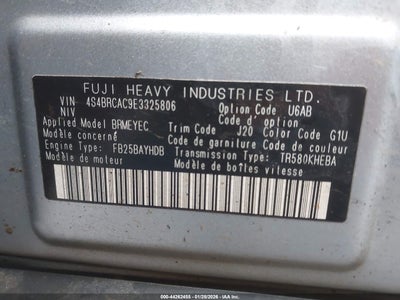 FUJI HEAVY INDUSTRIES LTD.
VIN 4S4BRCAC9E3325806 Option Code U6AB
NIV Code d' option
Applied Model BRMEYEC Trim Code J20 Color Code G1U
Modèle concerné Code de garniture Code de couleur
Engine Type: FB25BAYHDB Transmission Type: TR580KHEBA
Modèle de moteur Modèle de boîtes vitesse
000-44262455 - 01/28/2026 - IAA Inc.